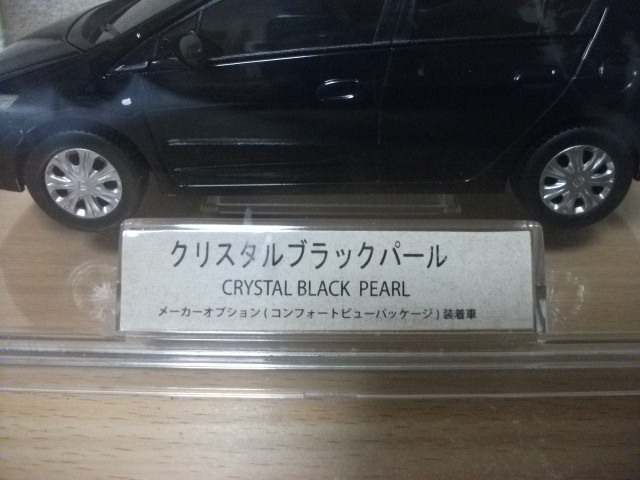 クリスタルブラックパール
CRYSTAL BLACK PEARL
メーカーオプション(コンフォートビューパッケージ)装着車